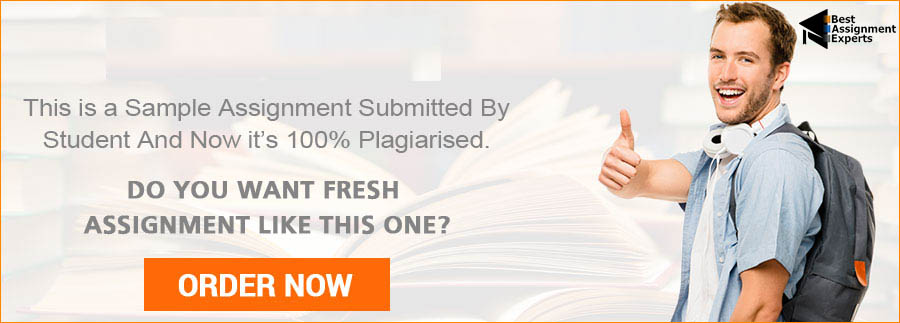 Best
Assignment
Experts
This is a Sample Assignment Submitted By
Student And Now it's 100% Plagiarised.
DO YOU WANT FRESH
ASSIGNMENT LIKE THIS ONE?
ORDER NOW